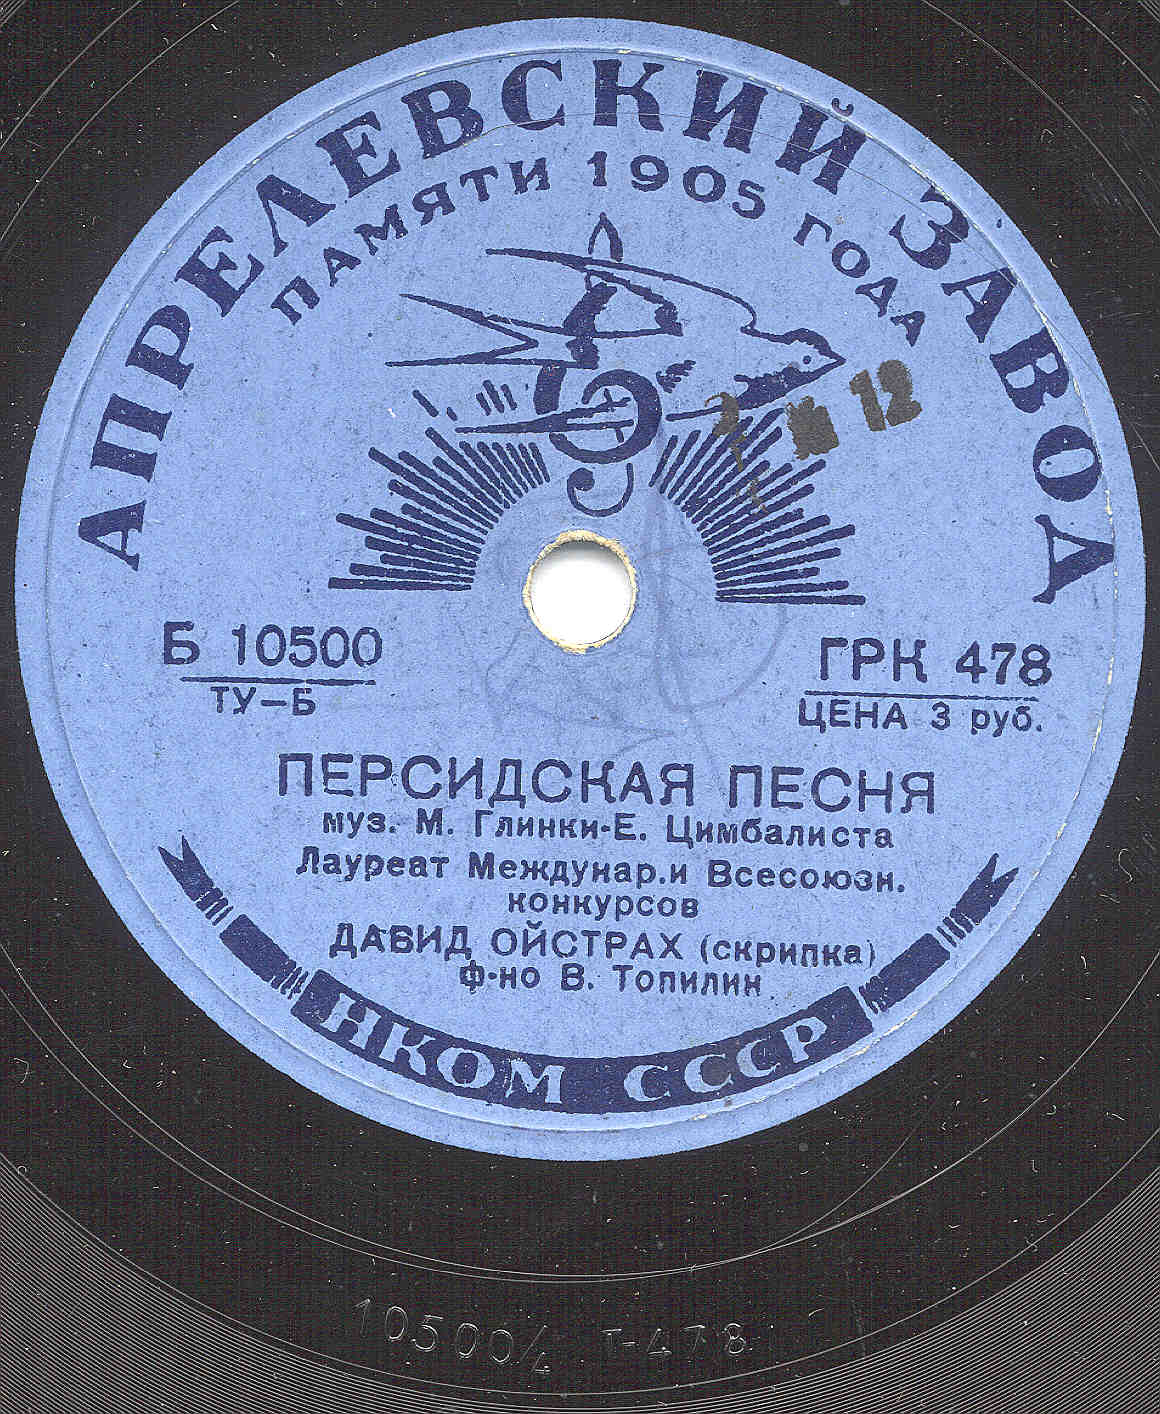 АПРЕЛЕВСКИЙ ЗАВОД
ПАМЯТИ 1905 ГОДА
12
Б 10500
ТУ-Б
ГРК 478
ЦЕНА 3 руб.
ПЕРСИДСКАЯ ПЕСНЯ
муз. М. Глинки-Е. Цимбалиста
Лауреат Междунар. и Всесоюзн.
конкурсов
ДАВИД ОЙСТРАХ (скрипка)
ф-но В. Топилин
НКОМ СССР
10500/4 Т-478